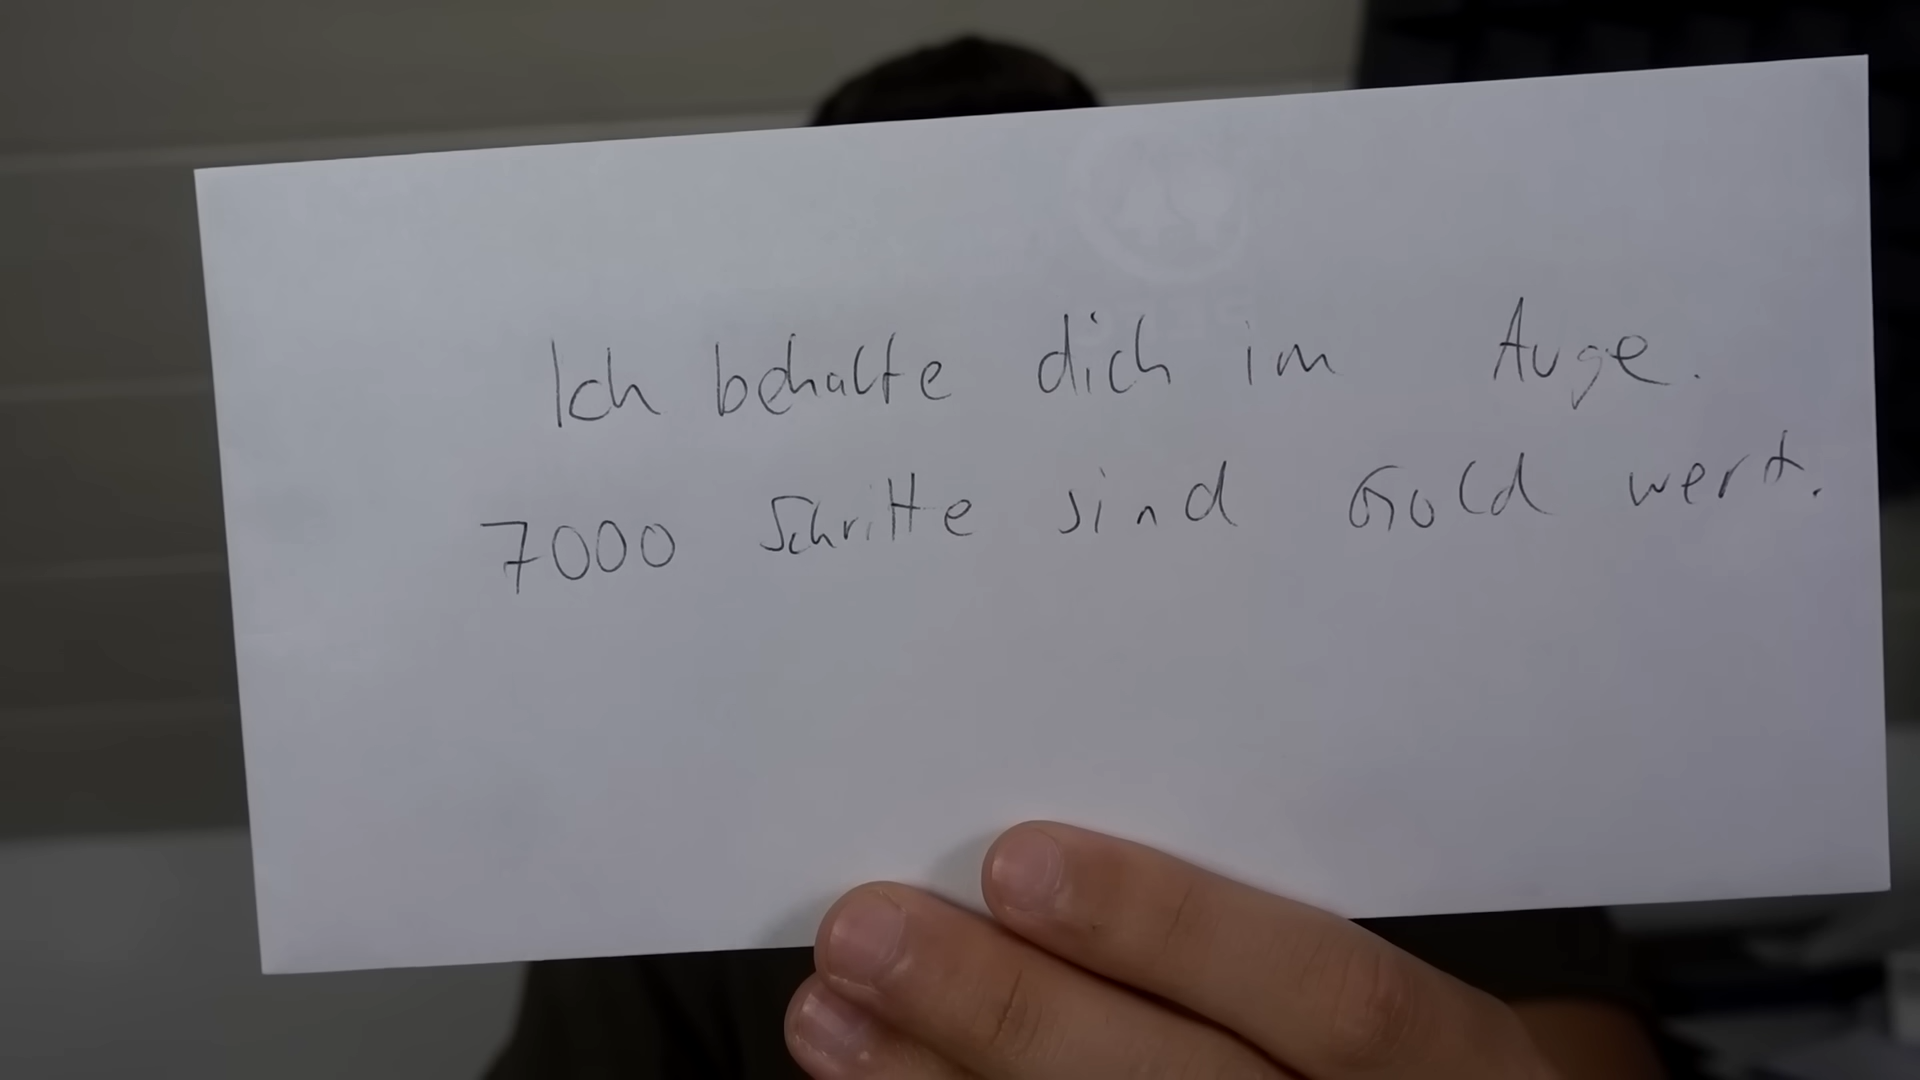 Ich behalte dich im Auge.
7000 Schritte sind Gold wert.